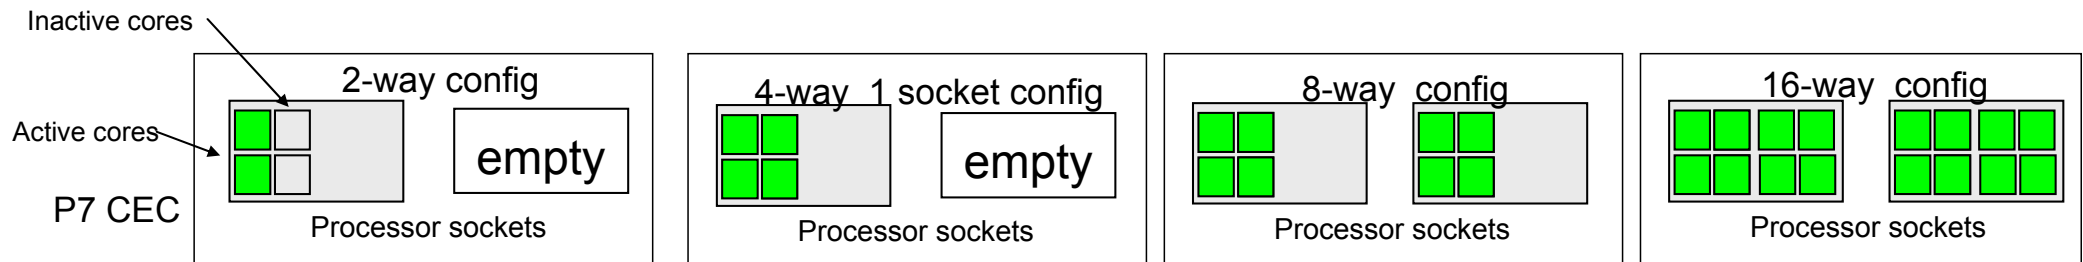 Inactive cores
Active cores
P7 CEC
2-way config
empty
Processor sockets
4-way 1 socket config
empty
Processor sockets
8-way config
Processor sockets
16-way config
Processor sockets